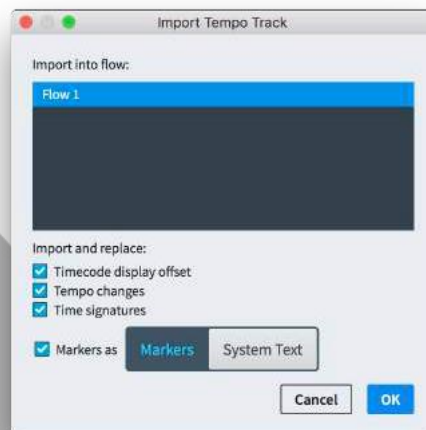 Import Tempo Track
Import into flow:
Flow 1
Import and replace:
Timecode display offset
Tempo changes
Time signatures
Markers as Markers System Text
Cancel OK